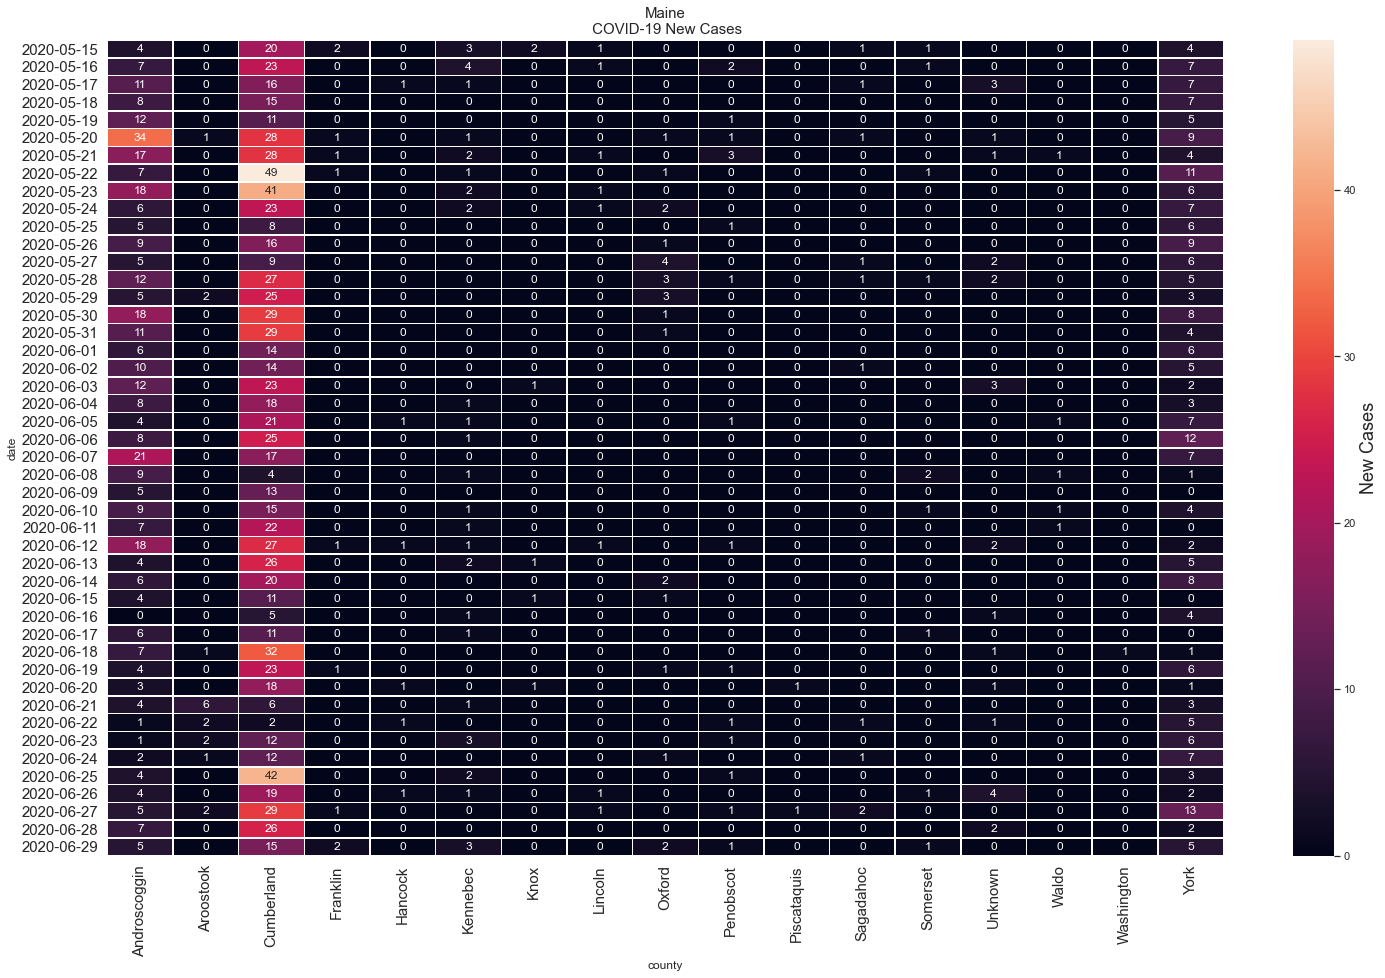 Maine
COVID-19 New Cases
2020-05-15 4 0 20 2 0 3 2 1 0 0 0 1 1 0 0 0 4
2020-05-16 7 0 23 0 0 4 0 1 0 2 0 0 1 0 0 0 7
2020-05-17 11 0 16 0 1 1 0 0 0 0 0 1 0 3 0 0 7
2020-05-18 8 0 15 0 0 0 0 0 0 0 0 0 0 0 0 0 7
2020-05-19 12 0 11 0 0 0 0 0 0 1 0 0 0 0 0 0 5
2020-05-20 34 1 28 1 0 1 0 0 1 1 0 1 0 1 0 0 9
2020-05-21 17 0 28 1 0 2 0 1 0 3 0 0 0 1 1 0 4
2020-05-22 7 0 49 1 0 1 0 0 1 0 0 0 1 0 0 0 11
2020-05-23 18 0 41 0 0 2 0 1 0 0 0 0 0 0 0 0 6
2020-05-24 6 0 23 0 0 2 0 1 2 0 0 0 0 0 0 0 7
2020-05-25 5 0 8 0 0 0 0 0 0 1 0 0 0 0 0 0 6
2020-05-26 9 0 16 0 0 0 0 0 1 0 0 0 0 0 0 0 9
2020-05-27 5 0 9 0 0 0 0 0 4 0 0 1 0 2 0 0 6
2020-05-28 12 0 27 0 0 0 0 0 3 1 0 1 1 2 0 0 5
2020-05-29 5 2 25 0 0 0 0 0 3 0 0 0 0 0 0 0 3
2020-05-30 18 0 29 0 0 0 0 0 1 0 0 0 0 0 0 0 8
2020-05-31 11 0 29 0 0 0 0 0 1 0 0 0 0 0 0 0 4
2020-06-01 6 0 14 0 0 0 0 0 0 0 0 0 0 0 0 0 6
2020-06-02 10 0 14 0 0 0 0 0 0 0 0 1 0 0 0 0 5
2020-06-03 12 0 23 0 0 0 1 0 0 0 0 0 0 3 0 0 2
2020-06-04 8 0 18 0 0 1 0 0 0 0 0 0 0 0 0 0 3
2020-06-05 4 0 21 0 1 1 0 0 0 1 0 0 0 0 1 0 7
2020-06-06 8 0 25 0 0 1 0 0 0 0 0 0 0 0 0 0 12
2020-06-07 21 0 17 0 0 0 0 0 0 0 0 0 0 0 0 0 7
2020-06-08 9 0 4 0 0 1 0 0 0 0 0 0 2 0 1 0 1
2020-06-09 5 0 13 0 0 0 0 0 0 0 0 0 0 0 0 0 0
2020-06-10 9 0 15 0 0 1 0 0 0 0 0 0 1 0 1 0 4
2020-06-11 7 0 22 0 0 1 0 0 0 0 0 0 0 0 1 0 0
2020-06-12 18 0 27 1 1 1 0 1 0 1 0 0 0 2 0 0 2
2020-06-13 4 0 26 0 0 2 1 0 0 0 0 0 0 0 0 0 5
2020-06-14 6 0 20 0 0 0 0 0 2 0 0 0 0 0 0 0 8
2020-06-15 4 0 11 0 0 0 1 0 1 0 0 0 0 0 0 0 0
2020-06-16 0 0 5 0 0 1 0 0 0 0 0 0 0 1 0 0 4
2020-06-17 6 0 11 0 0 1 0 0 0 0 0 0 1 0 0 0 0
2020-06-18 7 1 32 0 0 0 0 0 0 0 0 0 0 1 0 1 1
2020-06-19 4 0 23 1 0 0 0 0 1 1 0 0 0 0 0 0 6
2020-06-20 3 0 18 0 1 0 1 0 0 0 1 0 0 1 0 0 1
2020-06-21 4 6 6 0 0 1 0 0 0 0 0 0 0 0 0 0 3
2020-06-22 1 2 2 0 1 0 0 0 0 1 0 1 0 1 0 0 5
2020-06-23 1 2 12 0 0 3 0 0 0 1 0 0 0 0 0 0 6
2020-06-24 2 1 12 0 0 0 0 0 1 0 0 1 0 0 0 0 7
2020-06-25 4 0 42 0 0 2 0 0 0 1 0 0 0 0 0 0 3
2020-06-26 4 0 19 0 1 1 0 1 0 0 0 0 1 4 0 0 2
2020-06-27 5 2 29 1 0 0 0 1 0 1 1 2 0 0 0 0 13
2020-06-28 7 0 26 0 0 0 0 0 0 0 0 0 0 2 0 0 2
2020-06-29 5 0 15 2 0 3 0 0 2 1 0 0 1 0 0 0 5
date
Androscoggin Aroostook Cumberland Franklin Hancock Kennebec Knox Lincoln Oxford Penobscot Piscataquis Sagadahoc Somerset Unknown Waldo Washington York
county
40
30
20
10
0
New Cases